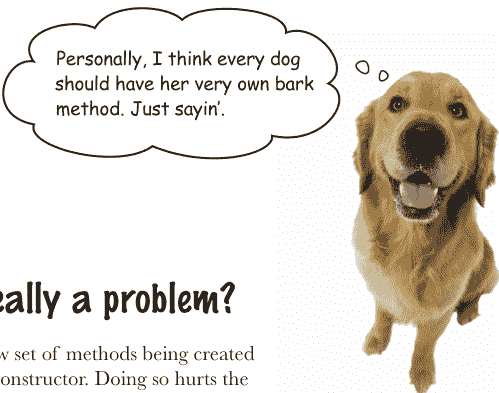 Personally, I think every dog
should have her very own bark
method. Just sayin'.
eally a problem?
w set of methods being created
onstructor. Doing so hurts the